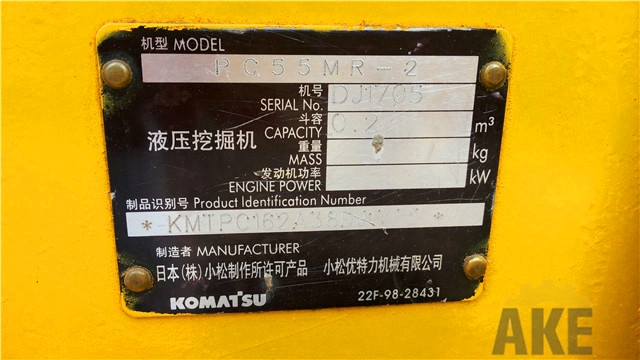 机型 MODEL
PC55MR-2
机号
SERIAL No.
DJ1705
斗容
CAPACITY
0.2
m³
液压挖掘机
重量
MASS
kg
发动机功率
ENGINE POWER
kW
制品识别号 Product Identification Number
制造者 MANUFACTURER
日本(株)小松制作所许可产品 小松优特力机械有限公司
KOMATSU
22F-98-28431
AKE